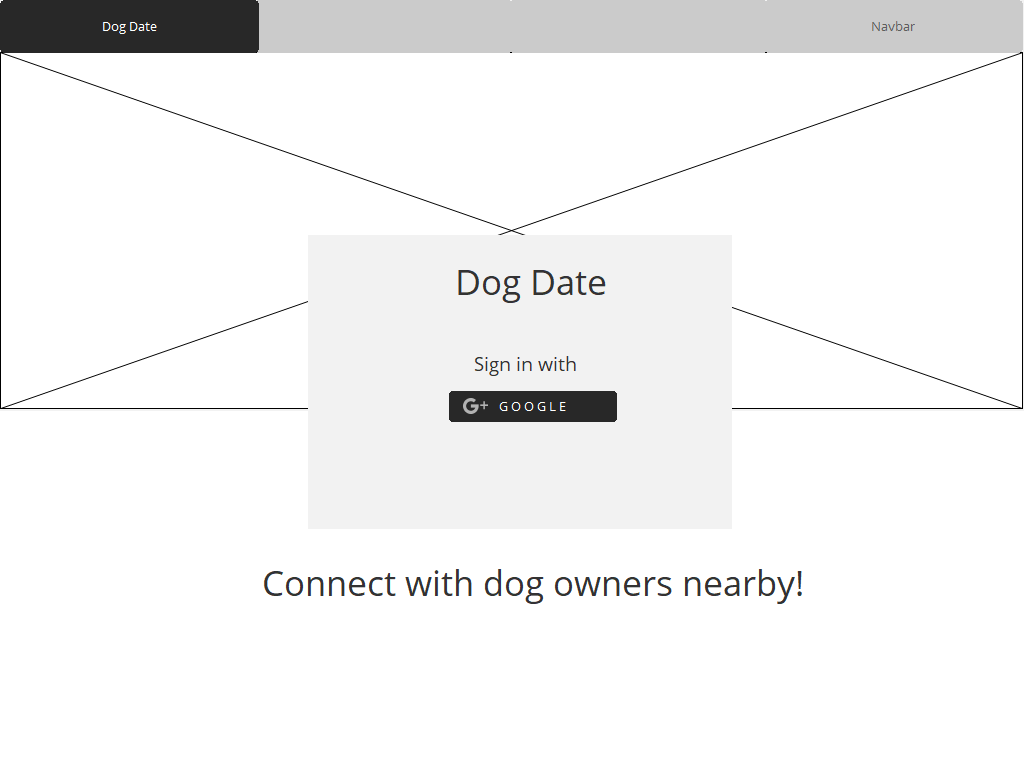 Dog Date
Navbar
Dog Date
Sign in with
G+ GOOGLE
Connect with dog owners nearby!